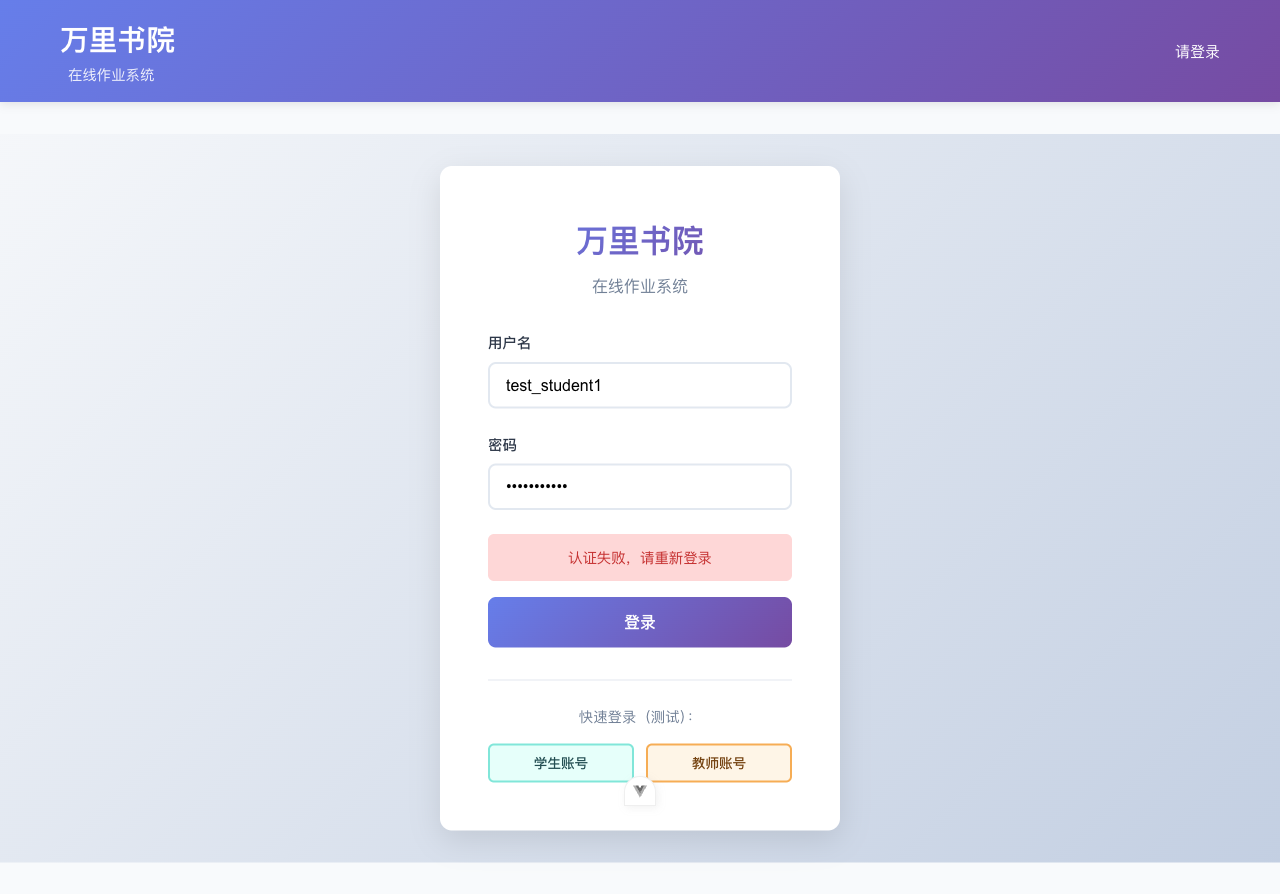 万里书院
在线作业系统
请登录
万里书院
在线作业系统
用户名
test_student1
密码
•••••••••••
认证失败，请重新登录
登录
快速登录（测试）：
学生账号
教师账号